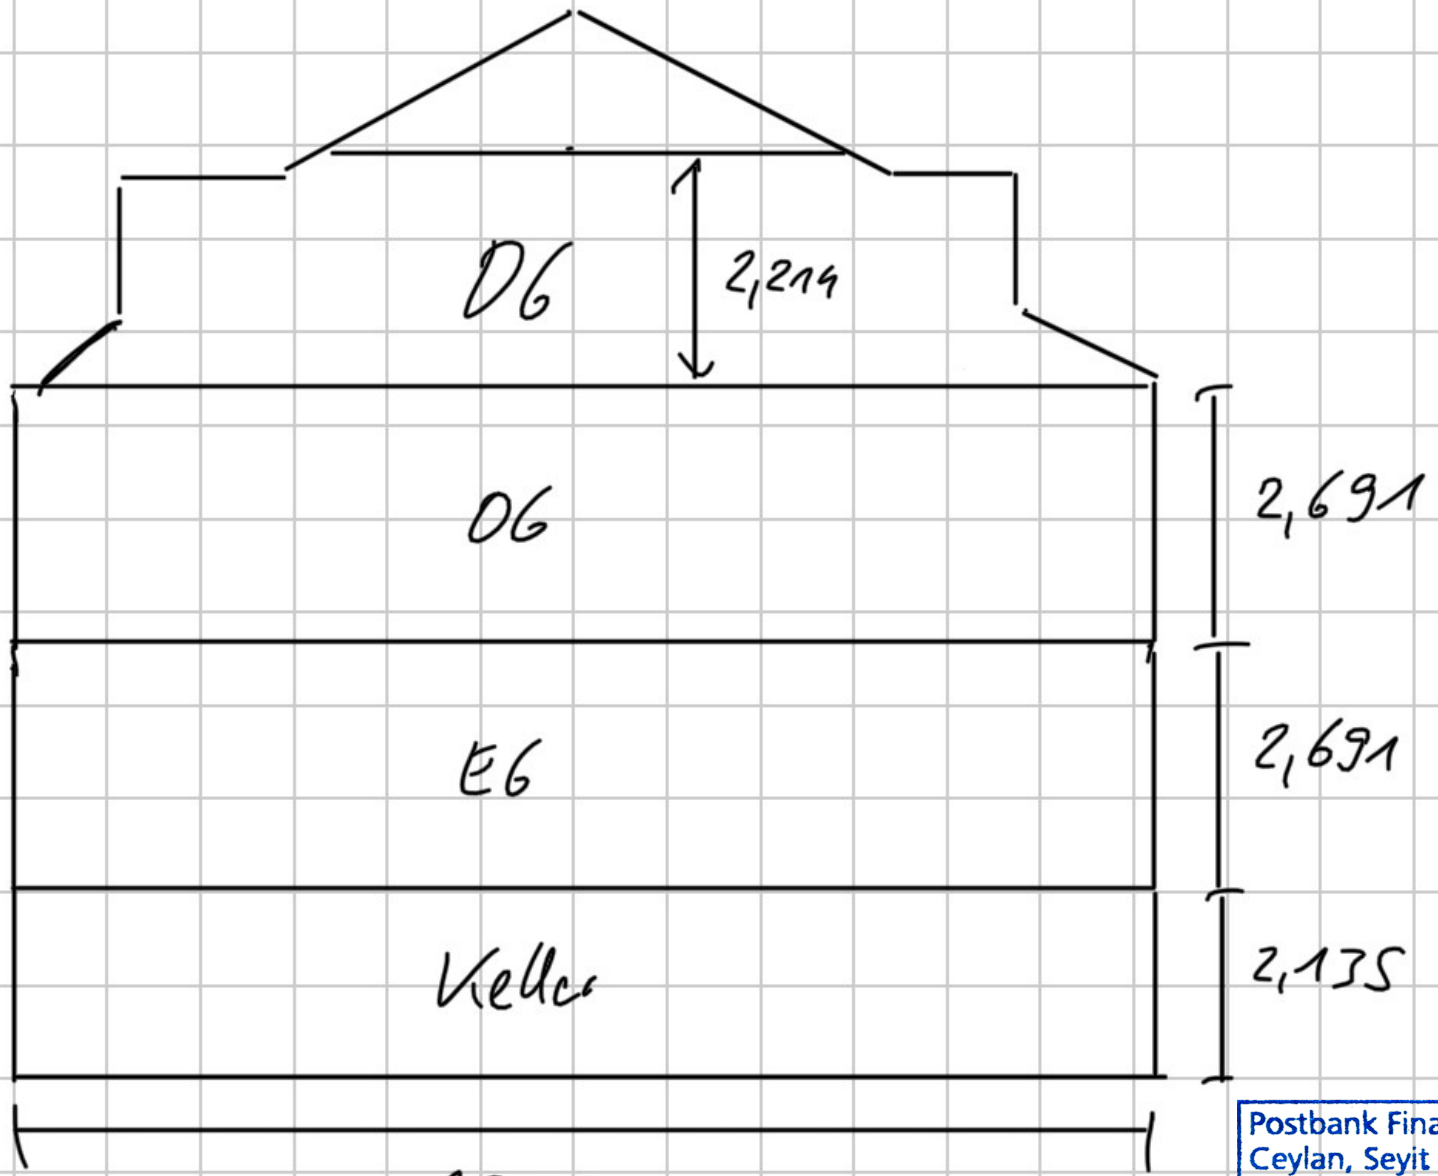 DG
2,214
OG
2,691
EG
2,691
Keller
2,135
Postbank Fina
Ceylan, Seyit